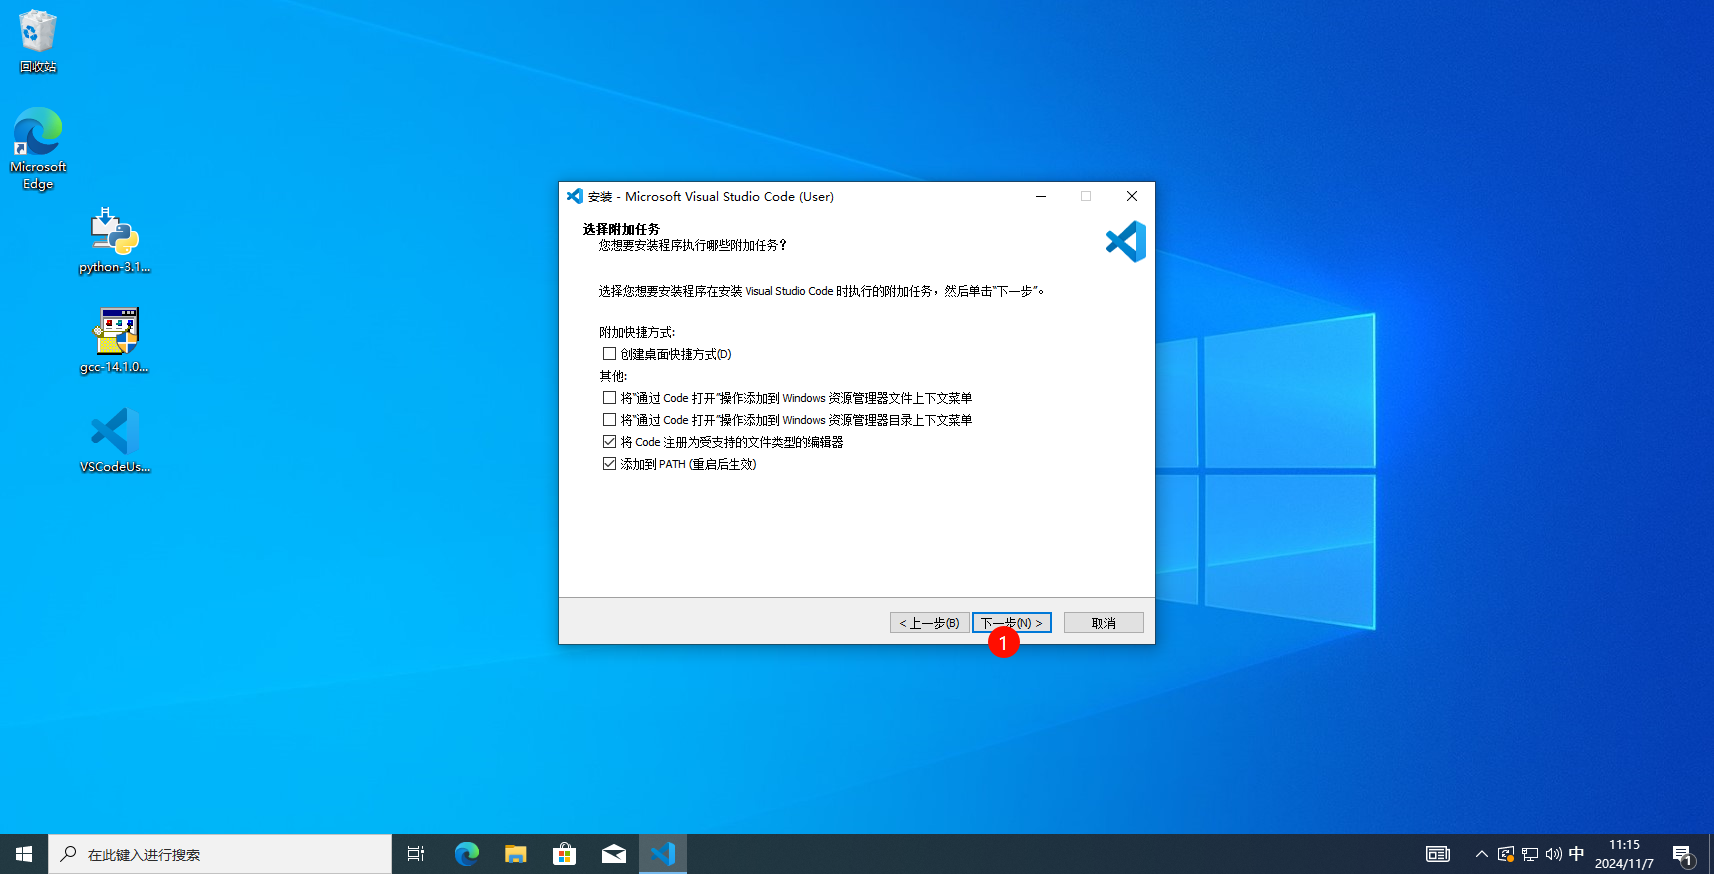 回收站
Microsoft
Edge
python-3.1...
gcc-14.1.0...
VSCodeUs...
安装 - Microsoft Visual Studio Code (User)
选择附加任务
您想要安装程序执行哪些附加任务？
选择您想要安装程序在安装 Visual Studio Code 时执行的附加任务，然后单击“下一步”。
附加快捷方式:
创建桌面快捷方式(D)
其他:
将“通过 Code 打开”操作添加到 Windows 资源管理器文件上下文菜单
将“通过 Code 打开”操作添加到 Windows 资源管理器目录上下文菜单
将 Code 注册为受支持的文件类型的编辑器
添加到 PATH (重启后生效)
< 上一步(B) 下一步(N) > 取消
1
在此键入进行搜索
中
11:15
2024/11/7
1